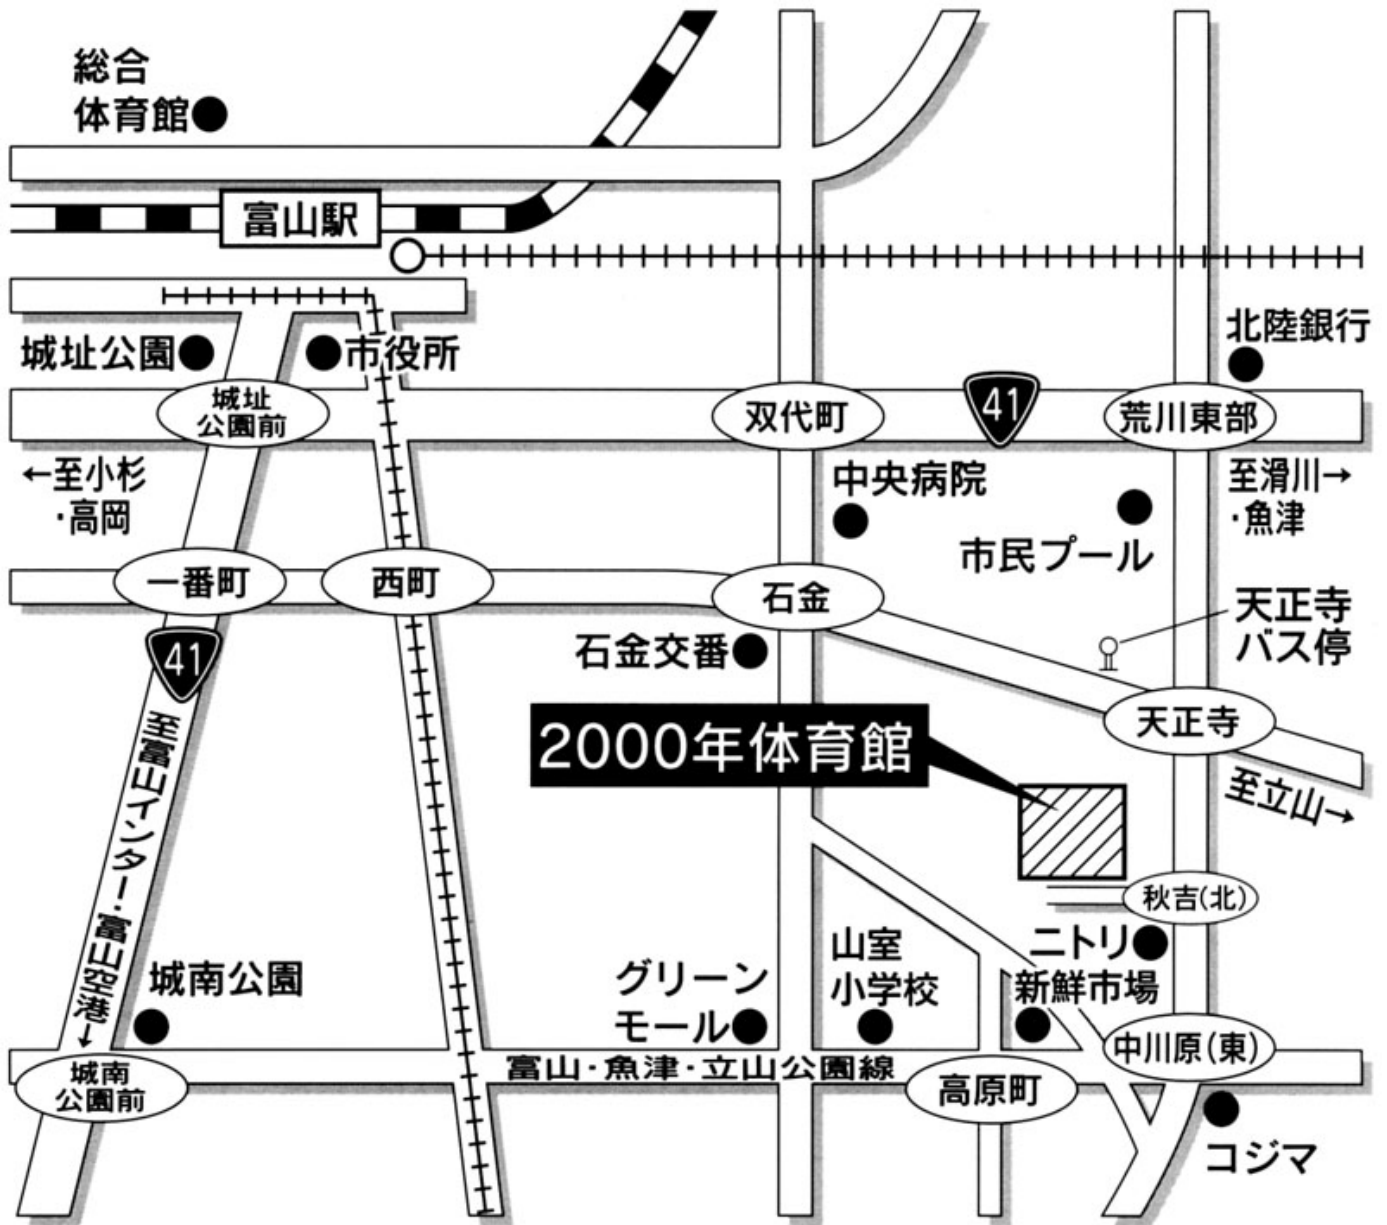 総合
体育館
富山駅
城址公園
市役所
北陸銀行
城址
公園前
双代町
41
荒川東部
←至小杉
・高岡
中央病院
至滑川→
・魚津
市民プール
一番町
西町
石金
天正寺
バス停
41
石金交番
2000年体育館
天正寺
至立山→
至富山インター・富山空港→
秋吉(北)
城南公園
グリーン
モール
山室
小学校
ニトリ
新鮮市場
富山・魚津・立山公園線
中川原(東)
城南
公園前
高原町
コジマ